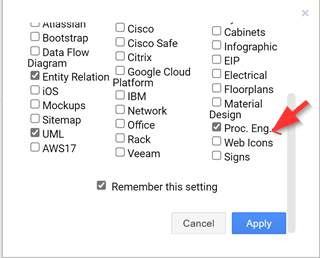 Atlassian
Bootstrap
Data Flow
Diagram
Entity Relation
iOS
Mockups
Sitemap
UML
AWS17
Cisco
Cisco Safe
Citrix
Google Cloud
Platform
IBM
Network
Office
Rack
Veeam
Cabinets
Infographic
EIP
Electrical
Floorplans
Material
Design
Proc. Eng.
Web Icons
Signs
Remember this setting
Cancel
Apply